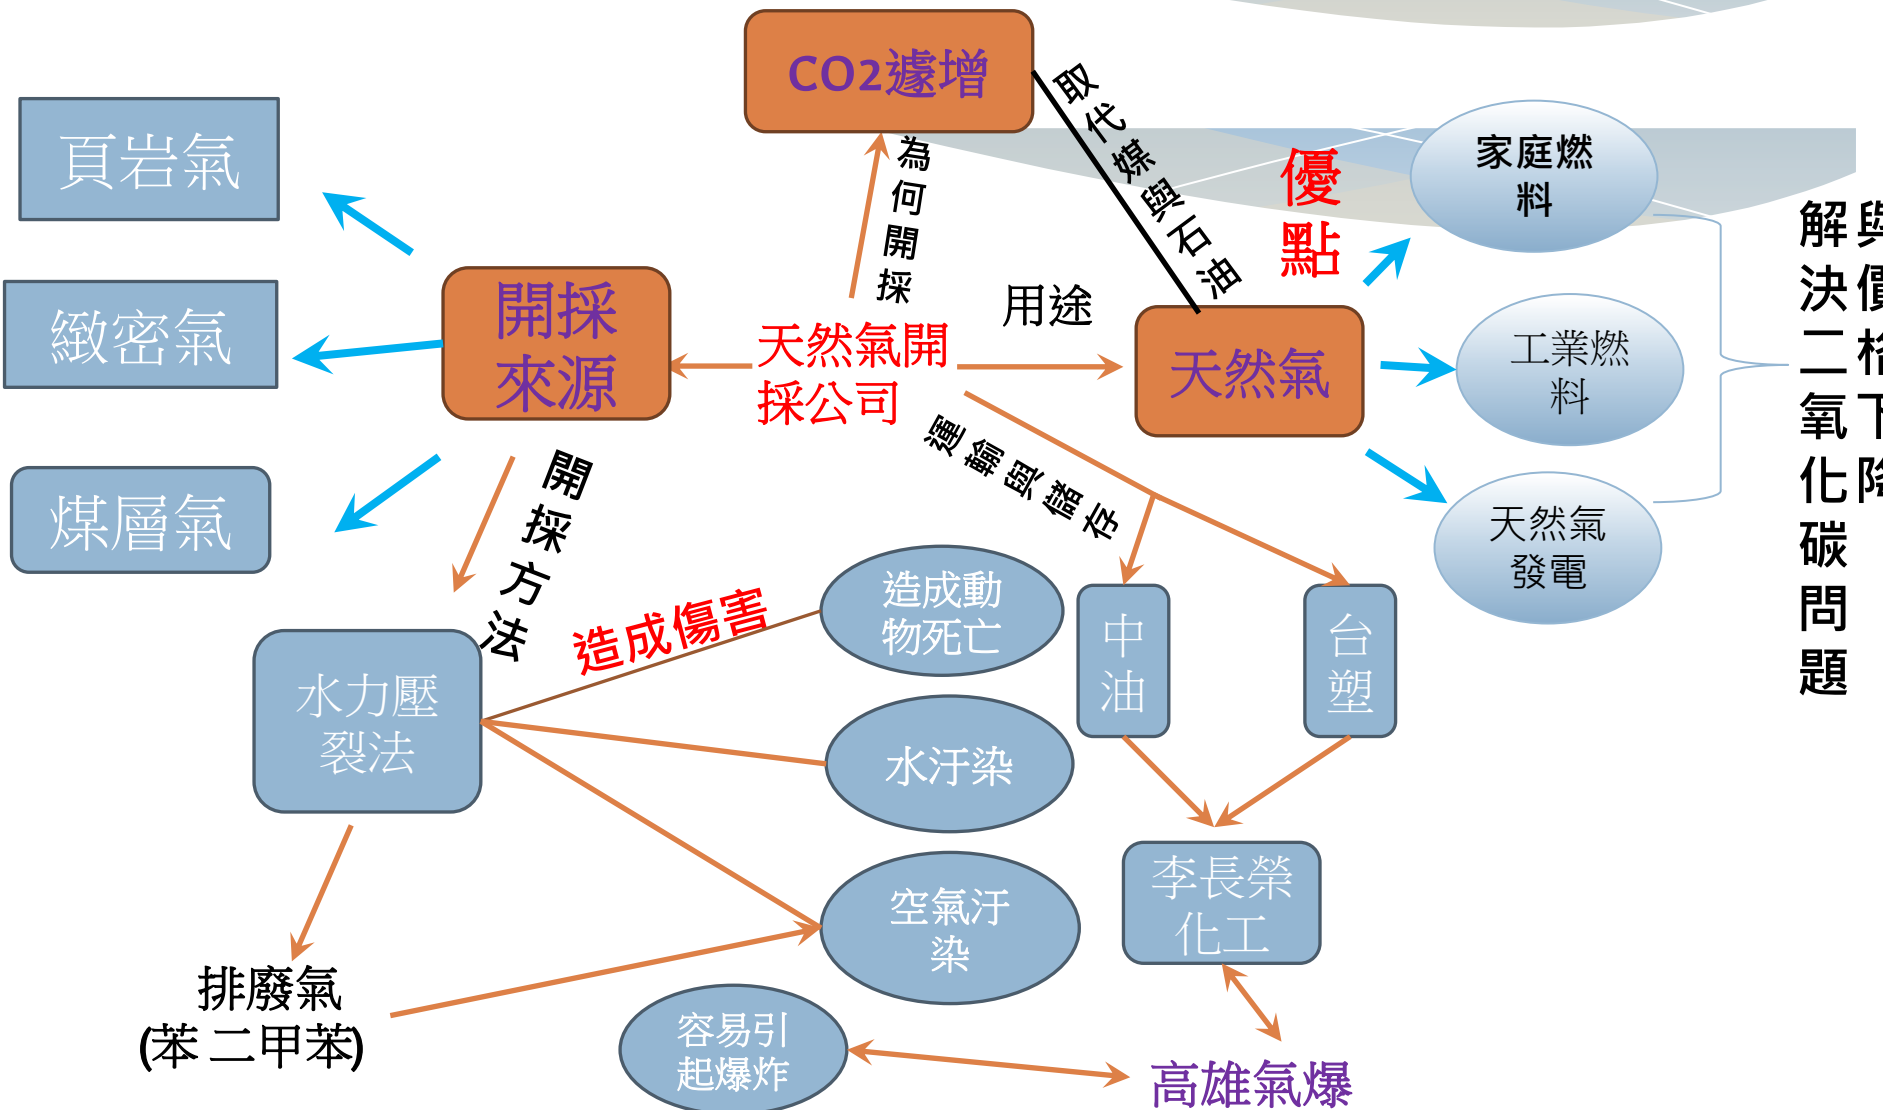 CO2遽增
取代媒與石油
為何開採
頁岩氣
緻密氣
煤層氣
開採
來源
天然氣開
採公司
用途
天然氣
優
點
家庭燃
料
工業燃
料
天然氣
發電
解決二氧化碳問題
與價格下降
運輸與儲存
開採方法
造成傷害
水力壓
裂法
造成動
物死亡
水汙染
空氣汙
染
中
油
台
塑
李長榮
化工
排廢氣
(苯 二甲苯)
容易引
起爆炸
高雄氣爆